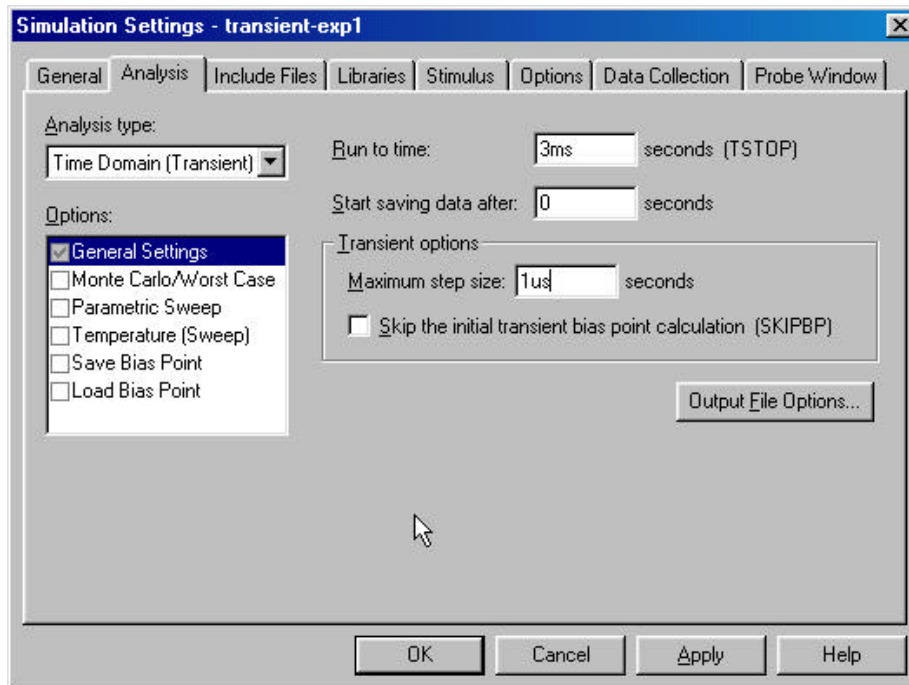 Simulation Settings - transient-exp1
General Analysis Include Files Libraries Stimulus Options Data Collection Probe Window
Analysis type:
Time Domain (Transient)
Options:
General Settings
Monte Carlo/Worst Case
Parametric Sweep
Temperature (Sweep)
Save Bias Point
Load Bias Point
Run to time: 3ms seconds (TSTOP)
Start saving data after: 0 seconds
Transient options
Maximum step size: 1us seconds
Skip the initial transient bias point calculation (SKIPBP)
Output File Options...
OK Cancel Apply Help